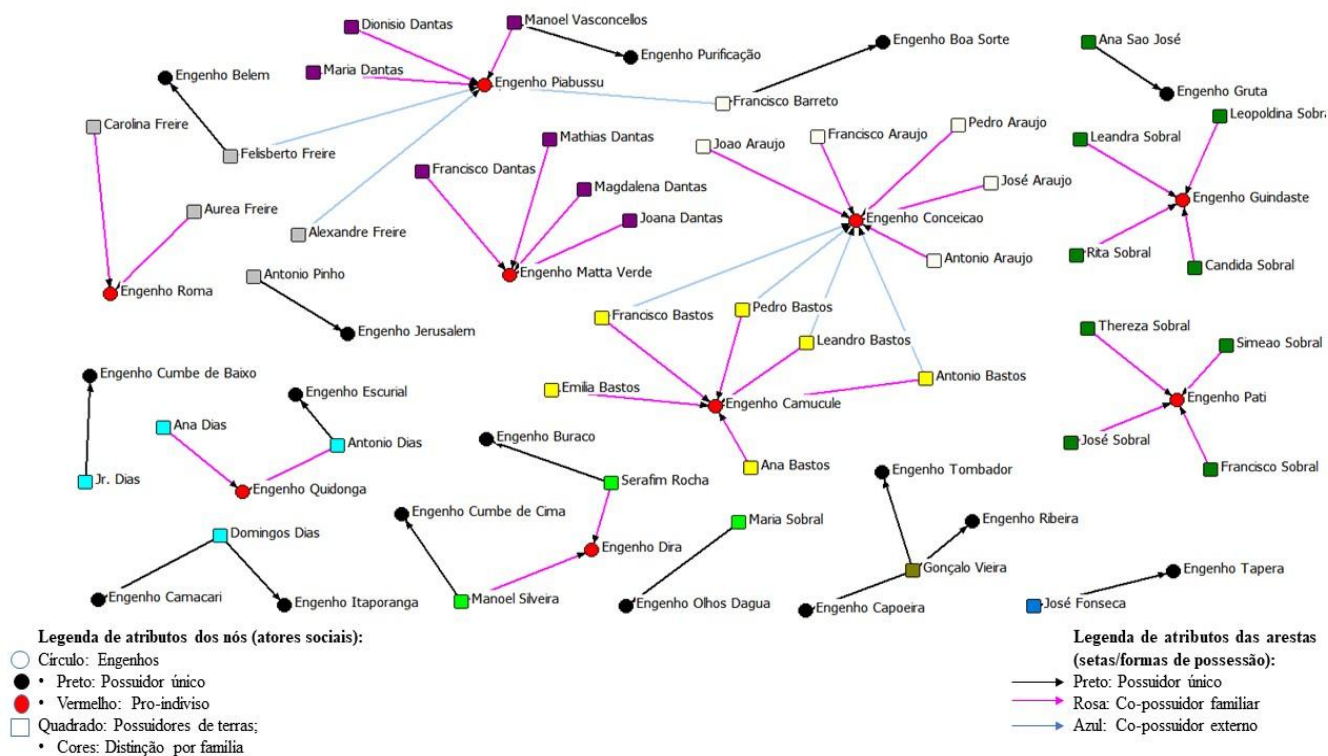 Dionisio Dantas
Manoel Vasconcellos
Engenho Boa Sorte
Ana Sao José
Engenho Purificação
Maria Dantas
Engenho Belem
Engenho Piabussu
Engenho Gruta
Francisco Barreto
Leopoldina Sobra
Carolina Freire
Mathias Dantas
Francisco Araujo
Pedro Araujo
Leandra Sobral
Joao Araujo
Felisberto Freire
Francisco Dantas
Magdalena Dantas
José Araujo
Engenho Guindaste
Aurea Freire
Joana Dantas
Engenho Conceicao
Alexandre Freire
Rita Sobral
Antonio Araujo
Candida Sobral
Antonio Pinho
Engenho Matta Verde
Engenho Roma
Francisco Bastos
Pedro Bastos
Engenho Jerusalem
Thereza Sobral
Leandro Bastos
Simeao Sobral
Engenho Cumbe de Baixo
Antonio Bastos
Engenho Escurial
Emilia Bastos
Engenho Camucule
Engenho Pati
Ana Dias
Antonio Dias
Engenho Buraco
José Sobral
Ana Bastos
Francisco Sobral
Engenho Tombador
Jr. Dias
Serafim Rocha
Engenho Quidonga
Engenho Cumbe de Cima
Maria Sobral
Engenho Ribeira
Domingos Dias
Engenho Dira
Gonçalo Vieira
Engenho Tapera
Engenho Camacari
Engenho Itaporanga
Manoel Silveira
Engenho Olhos Dagua
Engenho Capoeira
José Fonseca
Legenda de atributos dos nós (atores sociais):
Círculo: Engenhos
• Preto: Possuidor único
• Vermelho: Pro-indiviso
Quadrado: Possuidores de terras;
• Cores: Distinção por família
Legenda de atributos das arestas
(setas/formas de possessão):
Preto: Possuidor único
Rosa: Co-possuidor familiar
Azul: Co-possuidor externo